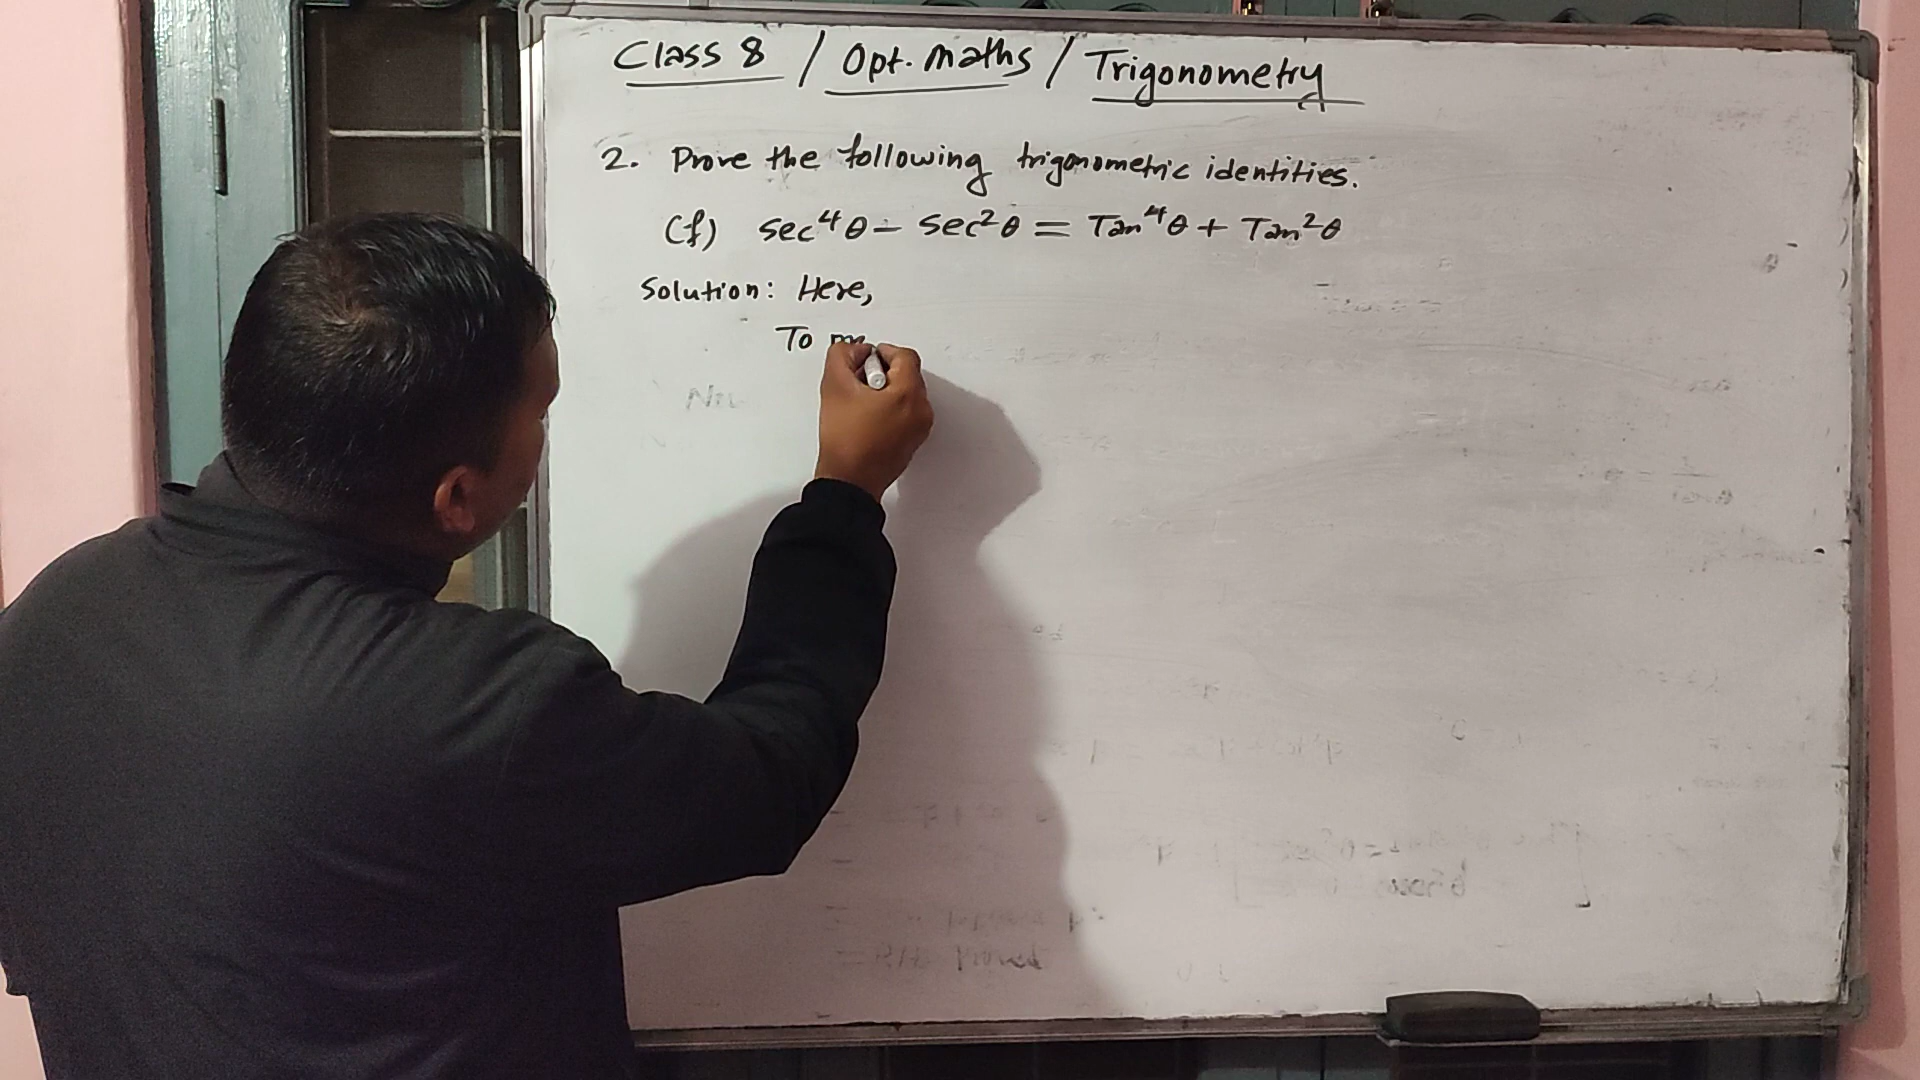 Class 8 / Opt. maths / Trigonometry
2. Prove the following trigonometric identities.
(f) sec⁴θ - sec²θ = Tan⁴θ + Tan²θ
Solution: Here,
To